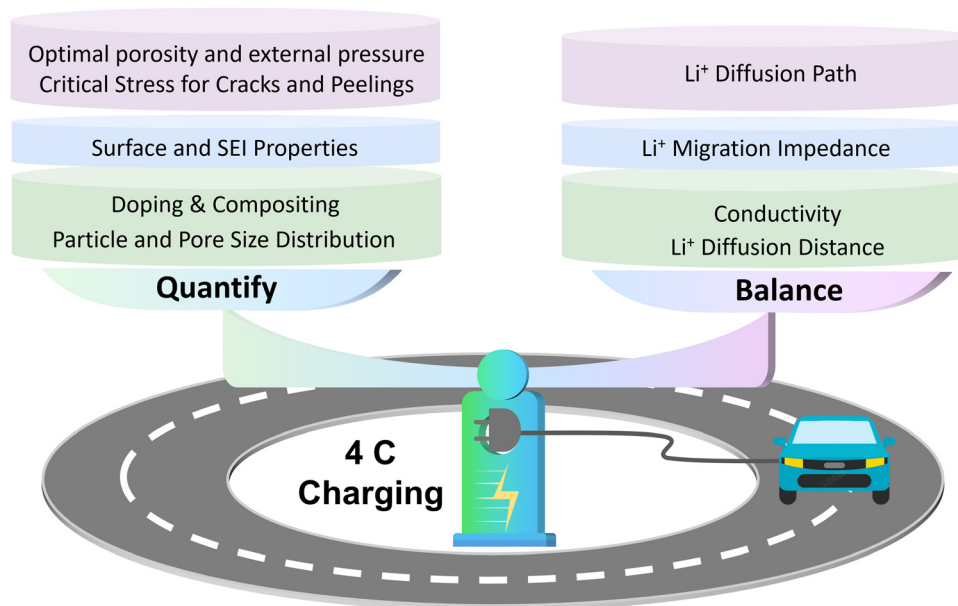 Optimal porosity and external pressure
Critical Stress for Cracks and Peelings
Surface and SEI Properties
Doping & Compositing
Particle and Pore Size Distribution
Quantify
Li⁺ Diffusion Path
Li⁺ Migration Impedance
Conductivity
Li⁺ Diffusion Distance
Balance
4 C
Charging